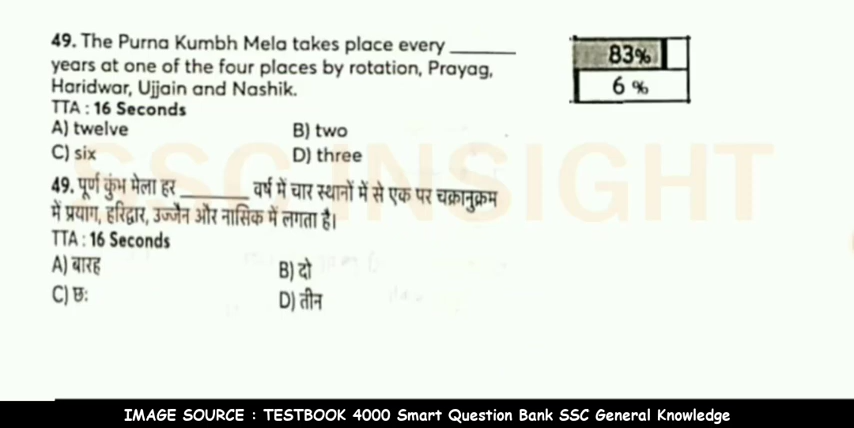 49. The Purna Kumbh Mela takes place every ________
years at one of the four places by rotation, Prayag,
Haridwar, Ujjain and Nashik.
TTA : 16 Seconds
A) twelve B) two
C) six D) three
83%
6 %
SSC INSIGHT
49. पूर्ण कुंभ मेला हर ________ वर्ष में चार स्थानों में से एक पर चक्रानुक्रम
में प्रयाग, हरिद्वार, उज्जैन और नासिक में लगता है।
TTA : 16 Seconds
A) बारह B) दो
C) छः D) तीन
IMAGE SOURCE : TESTBOOK 4000 Smart Question Bank SSC General Knowledge